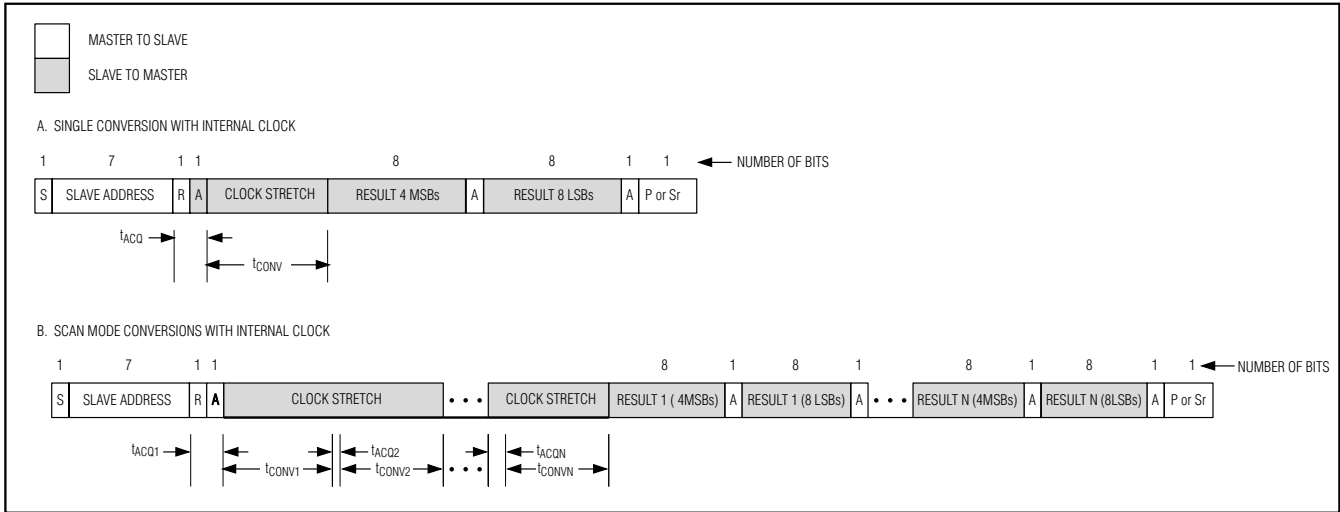 MASTER TO SLAVE
SLAVE TO MASTER
A. SINGLE CONVERSION WITH INTERNAL CLOCK
1 7 1 1 8 8 1 1 NUMBER OF BITS
S SLAVE ADDRESS R A CLOCK STRETCH RESULT 4 MSBs A RESULT 8 LSBs A P or Sr
tACQ
tCONV
B. SCAN MODE CONVERSIONS WITH INTERNAL CLOCK
1 7 1 1 8 1 8 1 8 1 8 1 1 NUMBER OF BITS
S SLAVE ADDRESS R A CLOCK STRETCH • • • CLOCK STRETCH RESULT 1 ( 4MSBs) A RESULT 1 (8 LSBs) A • • • RESULT N (4MSBs) A RESULT N (8LSBs) A P or Sr
tACQ1 tACQ2 tACQN
tCONV1 tCONV2 • • • tCONVN